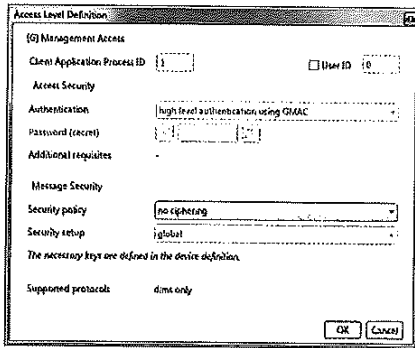 Access Level Definition
(G) Management Access
Client Application Process ID 1 User ID 0
Access Security
Authentication high level authentication using GMAC
Password (secret)
Additional requisites -
Message Security
Security policy no ciphering
Security setup global
The necessary keys are defined in the device definition.
Supported protocols dlms only
OK Cancel